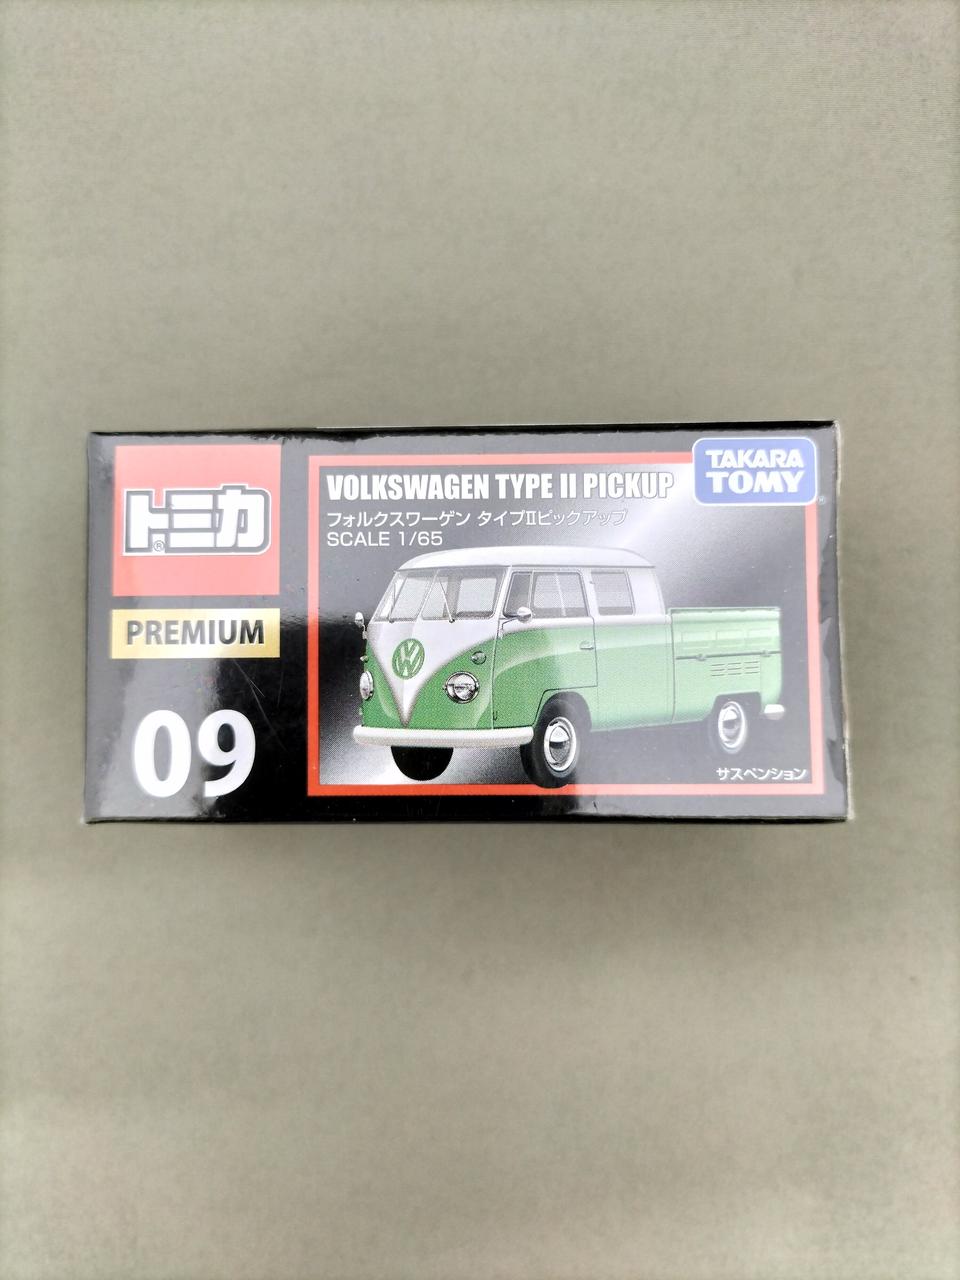 トミカ®
PREMIUM
09
VOLKSWAGEN TYPE II PICKUP
フォルクスワーゲン タイプⅡピックアップ
SCALE 1/65
TAKARA
TOMY
サスペンション